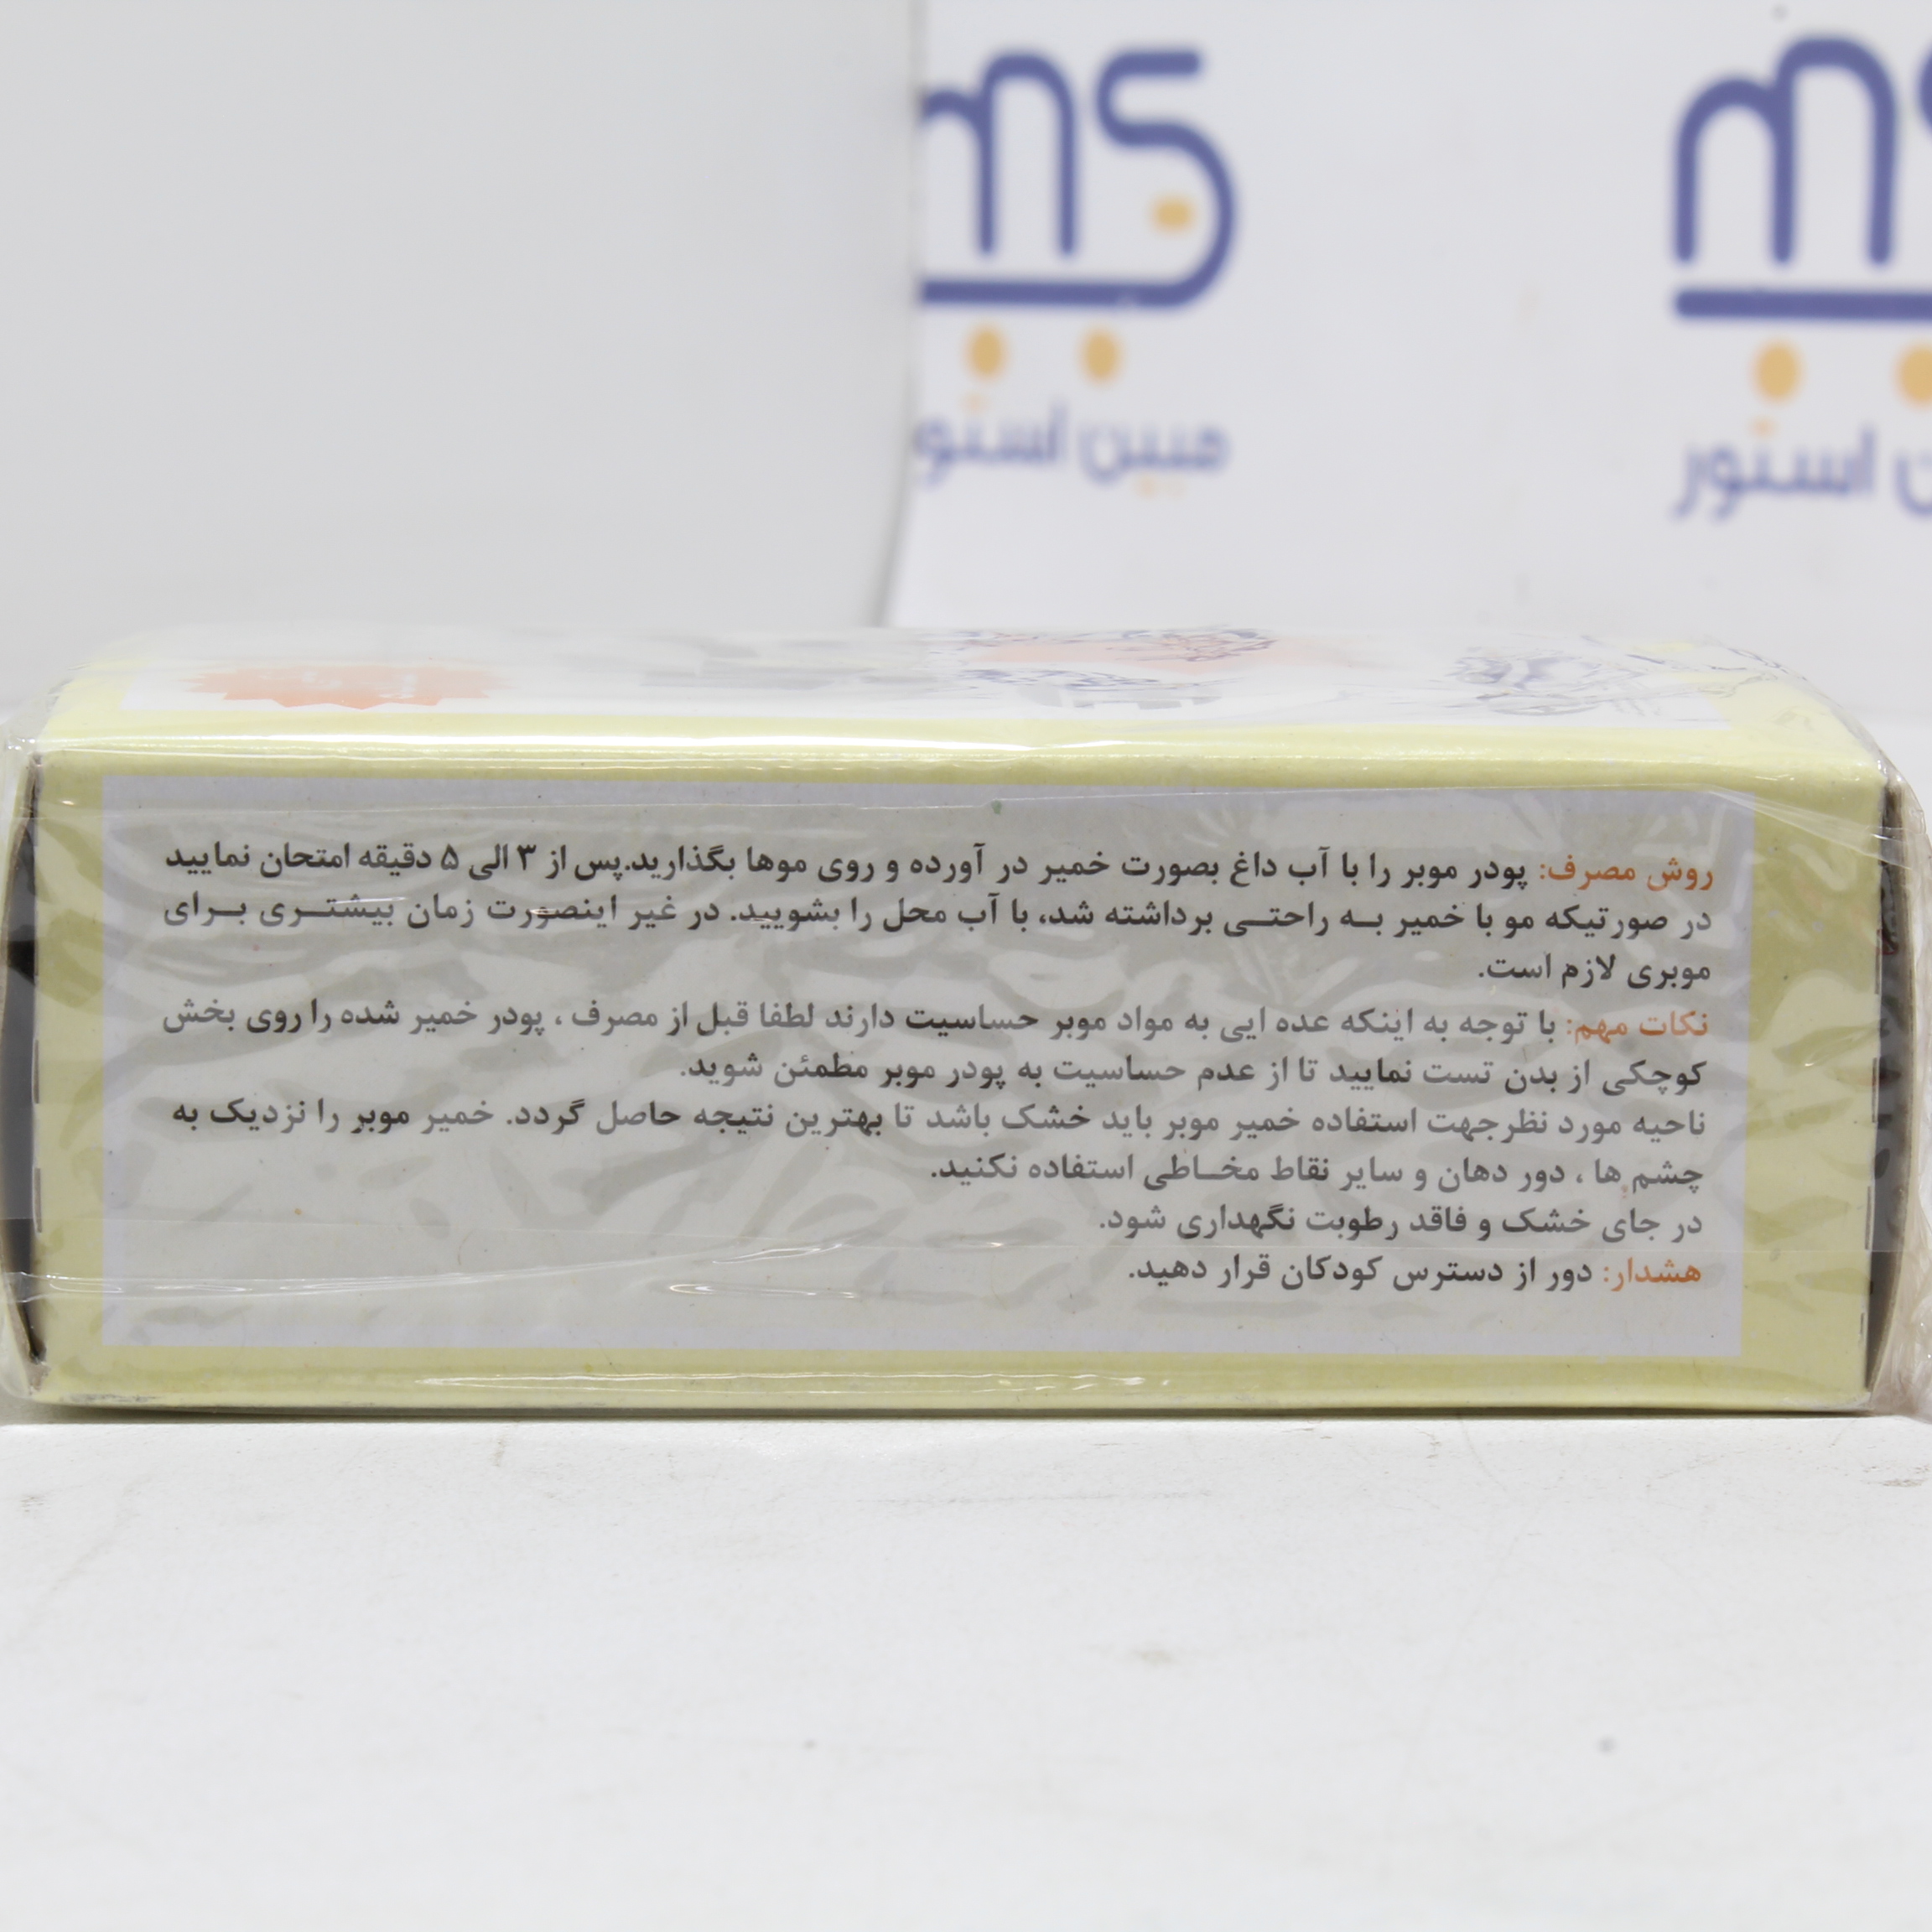 ms
مبین استور
ن استور
روش مصرف: پودر موبر را با آب داغ بصورت خمیر در آورده و روی موها بگذارید.پس از ۳ الی ۵ دقیقه امتحان نمایید
در صورتیکه مو با خمیر بــه راحتــی برداشته شد، با آب محل را بشویید. در غیر اینصورت زمان بیشتــری بــرای
موبری لازم است.
نکات مهم: با توجه به اینکه عده ایی به مواد موبر حساسیت دارند لطفا قبل از مصرف ، پودر خمیر شده را روی بخش
کوچکی از بدن تست نمایید تا از عدم حساسیت به پودر موبر مطمئن شوید.
ناحیه مورد نظرجهت استفاده خمیر موبر باید خشک باشد تا بهترین نتیجه حاصل گردد. خمیر موبر را نزدیک به
چشم ها ، دور دهان و سایر نقاط مخــاطی استفاده نکنید.
در جای خشک و فاقد رطوبت نگهداری شود.
هشدار: دور از دسترس کودکان قرار دهید.